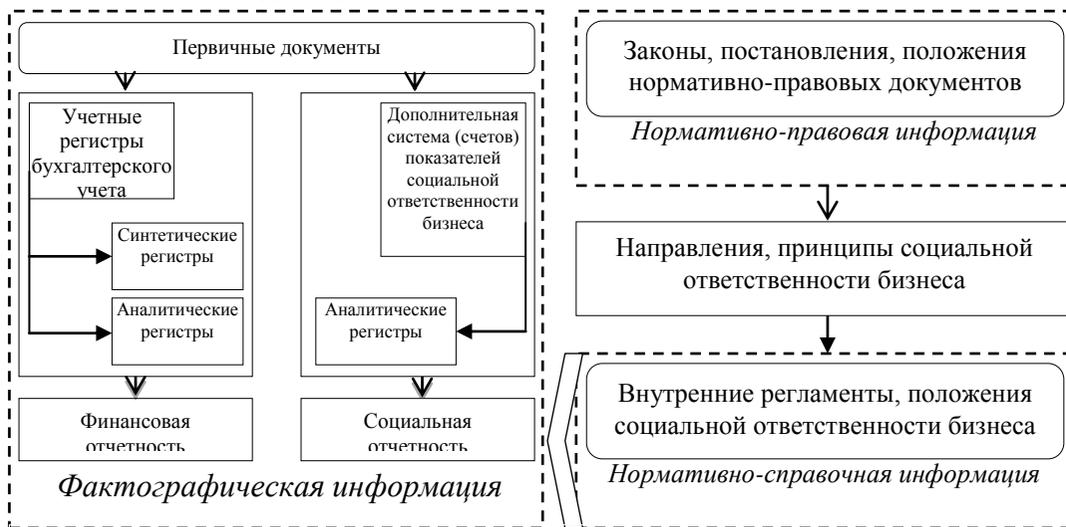 Первичные документы
Учетные
регистры
бухгалтерского
учета
Синтетические
регистры
Аналитические
регистры
Финансовая
отчетность
Дополнительная
система (счетов)
показателей
социальной
ответственности
бизнеса
Аналитические
регистры
Социальная
отчетность
Фактографическая информация
Законы, постановления, положения
нормативно-правовых документов
Нормативно-правовая информация
Направления, принципы социальной
ответственности бизнеса
Внутренние регламенты, положения
социальной ответственности бизнеса
Нормативно-справочная информация